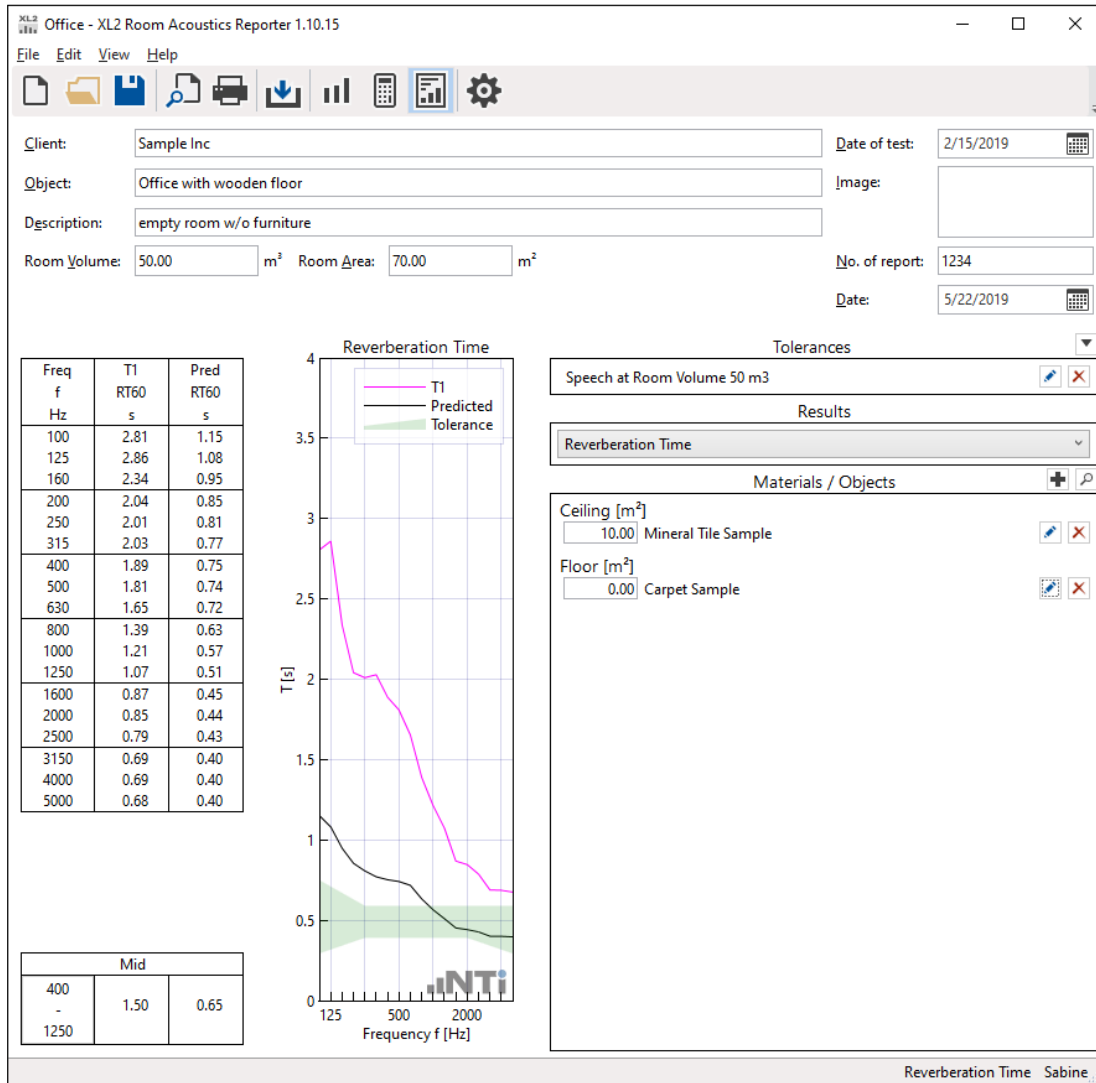 XL2 Office - XL2 Room Acoustics Reporter 1.10.15
File Edit View Help
Client: Sample Inc Date of test: 2/15/2019
Object: Office with wooden floor Image:
Description: empty room w/o furniture
Room Volume: 50.00 m³ Room Area: 70.00 m² No. of report: 1234
Date: 5/22/2019
Freq T1 Pred
f RT60 RT60
Hz s s
100 2.81 1.15
125 2.86 1.08
160 2.34 0.95
200 2.04 0.85
250 2.01 0.81
315 2.03 0.77
400 1.89 0.75
500 1.81 0.74
630 1.65 0.72
800 1.39 0.63
1000 1.21 0.57
1250 1.07 0.51
1600 0.87 0.45
2000 0.85 0.44
2500 0.79 0.43
3150 0.69 0.40
4000 0.69 0.40
5000 0.68 0.40
Mid
400 - 1250 1.50 0.65
Reverberation Time
T1
Predicted
Tolerance
4
3.5
3
2.5
2
1.5
1
0.5
0
T [s]
125 500 2000
Frequency f [Hz]
NTi
Tolerances
Speech at Room Volume 50 m3
Results
Reverberation Time
Materials / Objects
Ceiling [m²]
10.00 Mineral Tile Sample
Floor [m²]
0.00 Carpet Sample
Reverberation Time Sabine